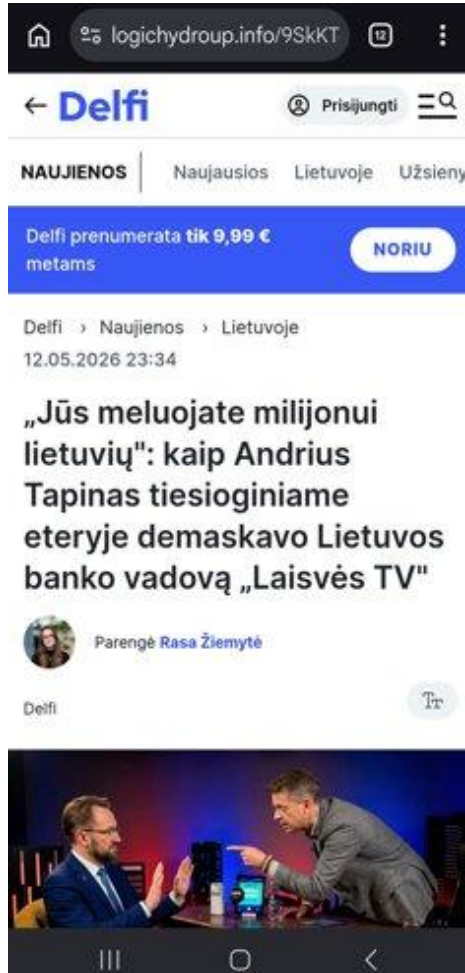 logichydroup.info/9SkKT
12
Delfi
Prisijungti
NAUJIENOS
Naujausios
Lietuvoje
Užsieny
Delfi prenumerata tik 9,99 €
metams
NORIU
Delfi › Naujienos › Lietuvoje
12.05.2026 23:34
„Jūs meluojate milijonui
lietuvių": kaip Andrius
Tapinas tiesioginiame
eteryje demaskavo Lietuvos
banko vadovą „Laisvės TV"
Parengė Rasa Žiemytė
Delfi
Tт